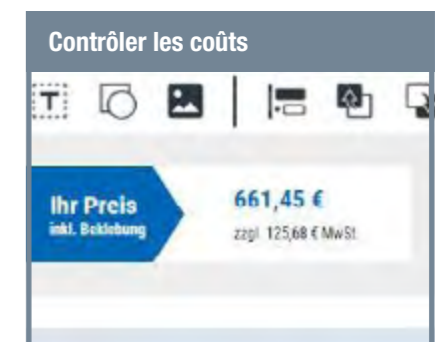 Contrôler les coûts
T
Ihr Preis
inkl. Beklebung
661,45 €
zzgl. 125,68 € MwSt.